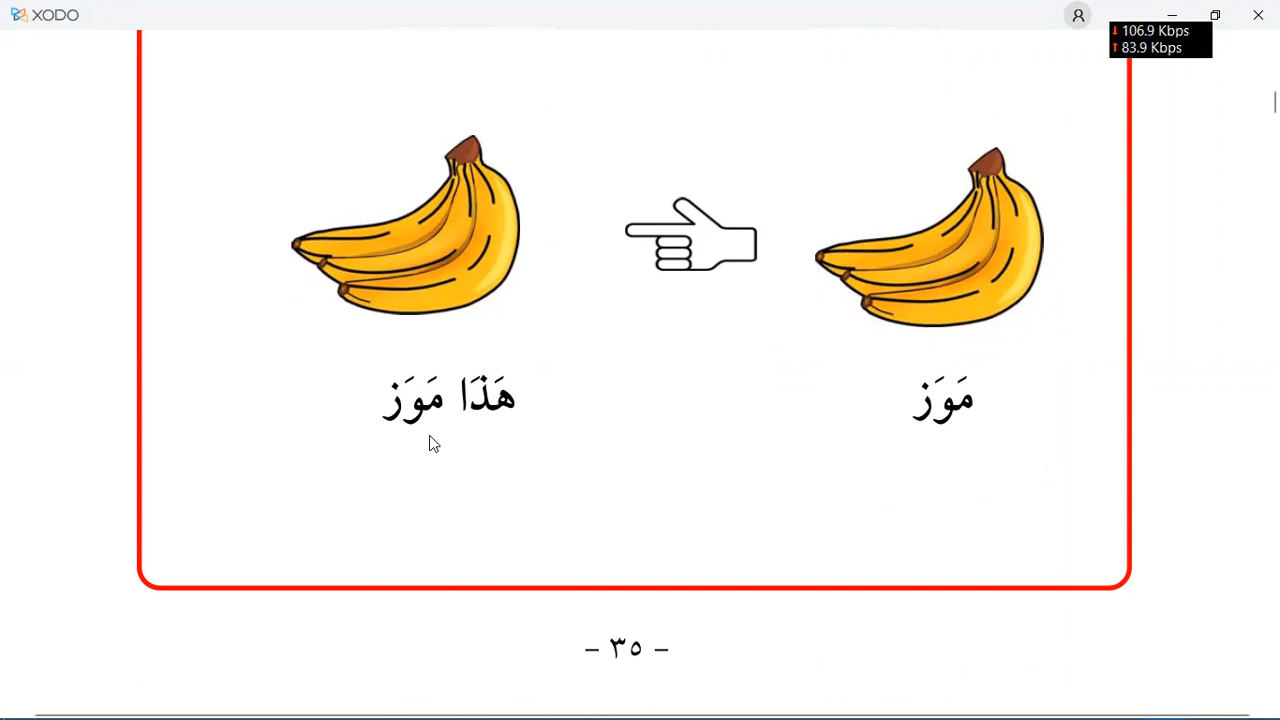 XODO
↓ 106.9 Kbps
↑ 83.9 Kbps
مَوَز
هَذَا مَوَز
– ٣٥ –